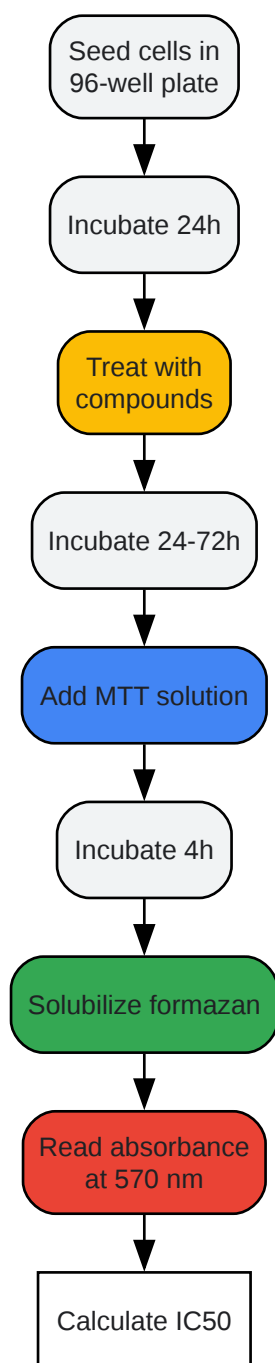 Seed cells in
96-well plate
Incubate 24h
Treat with
compounds
Incubate 24-72h
Add MTT solution
Incubate 4h
Solubilize formazan
Read absorbance
at 570 nm
Calculate IC50